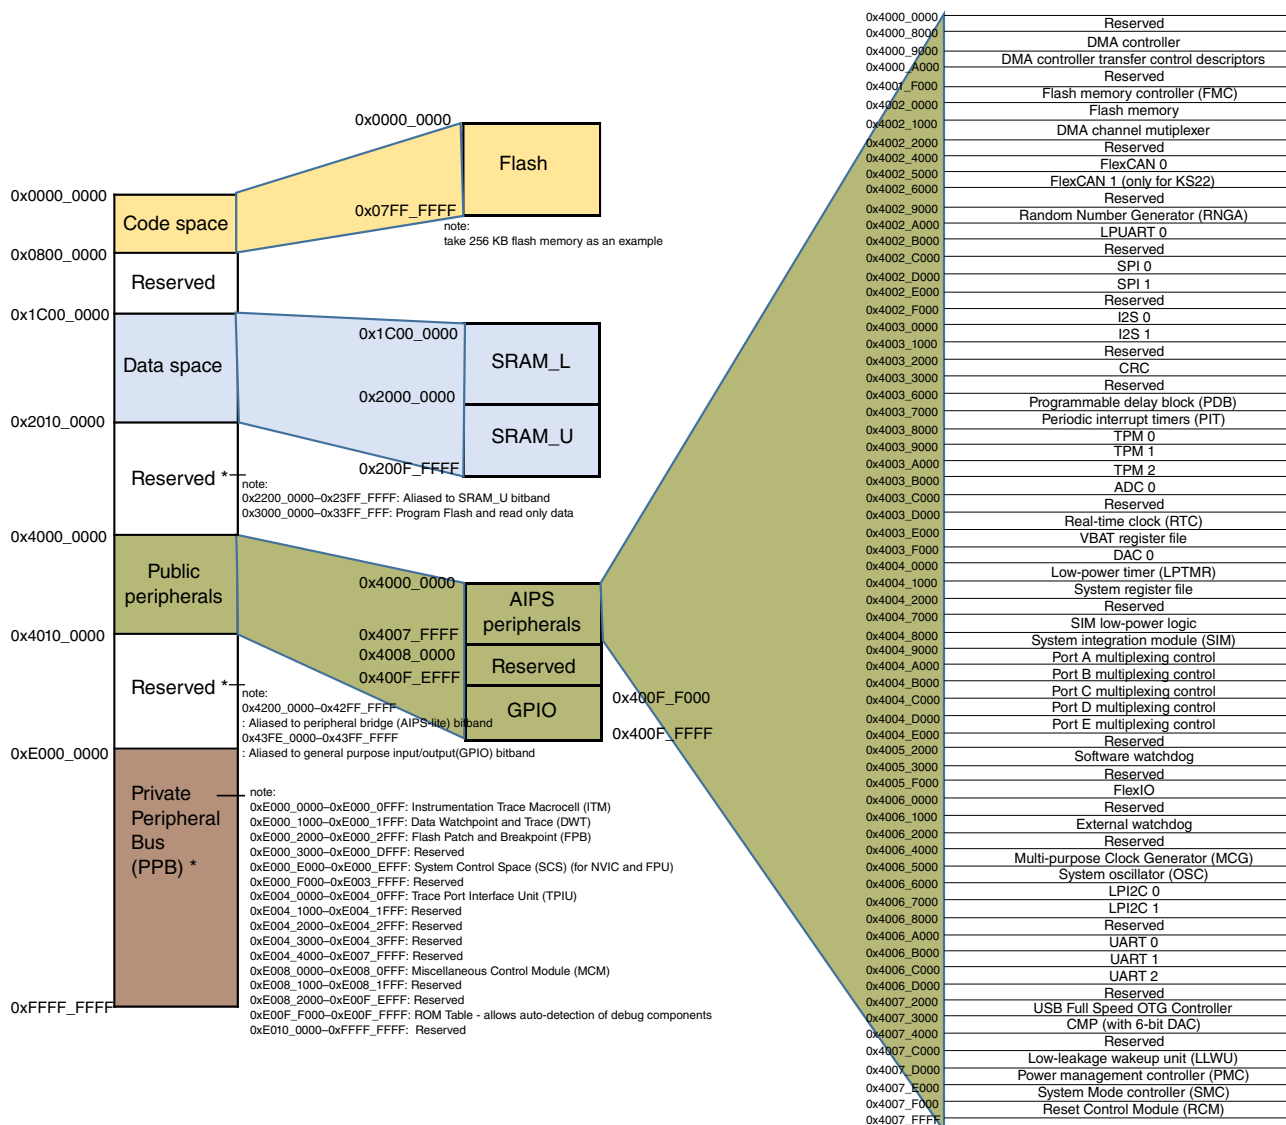 0x0000_0000
Code space
0x0800_0000
Reserved
0x1C00_0000
Data space
0x2010_0000
Reserved *
0x4000_0000
Public
peripherals
0x4010_0000
Reserved *
0xE000_0000
Private
Peripheral
Bus
(PPB) *
0xFFFF_FFFF
0x0000_0000
Flash
0x07FF_FFFF
note:
take 256 KB flash memory as an example
0x1C00_0000
SRAM_L
0x2000_0000
SRAM_U
0x200F_FFFF
note:
0x2200_0000–0x23FF_FFFF: Aliased to SRAM_U bitband
0x3000_0000–0x33FF_FFF: Program Flash and read only data
0x4000_0000
AIPS
peripherals
0x4007_FFFF
0x4008_0000
Reserved
0x400F_EFFF
GPIO
0x400F_F000
0x400F_FFFF
note:
0x4200_0000–0x42FF_FFFF
: Aliased to peripheral bridge (AIPS-lite) bitband
0x43FE_0000–0x43FF_FFFF
: Aliased to general purpose input/output(GPIO) bitband
note:
0xE000_0000–0xE000_0FFF: Instrumentation Trace Macrocell (ITM)
0xE000_1000–0xE000_1FFF: Data Watchpoint and Trace (DWT)
0xE000_2000–0xE000_2FFF: Flash Patch and Breakpoint (FPB)
0xE000_3000–0xE000_DFFF: Reserved
0xE000_E000–0xE000_EFFF: System Control Space (SCS) (for NVIC and FPU)
0xE000_F000–0xE003_FFFF: Reserved
0xE004_0000–0xE004_0FFF: Trace Port Interface Unit (TPIU)
0xE004_1000–0xE004_1FFF: Reserved
0xE004_2000–0xE004_2FFF: Reserved
0xE004_3000–0xE004_3FFF: Reserved
0xE004_4000–0xE007_FFFF: Reserved
0xE008_0000–0xE008_0FFF: Miscellaneous Control Module (MCM)
0xE008_1000–0xE008_1FFF: Reserved
0xE008_2000–0xE00F_EFFF: Reserved
0xE00F_F000–0xE00F_FFFF: ROM Table - allows auto-detection of debug components
0xE010_0000–0xFFFF_FFFF: Reserved
0x4000_0000
Reserved
0x4000_8000
DMA controller
0x4000_9000
DMA controller transfer control descriptors
0x4000_A000
Reserved
0x4001_F000
Flash memory controller (FMC)
0x4002_0000
Flash memory
0x4002_1000
DMA channel mutiplexer
0x4002_2000
Reserved
0x4002_4000
FlexCAN 0
0x4002_5000
FlexCAN 1 (only for KS22)
0x4002_6000
Reserved
0x4002_9000
Random Number Generator (RNGA)
0x4002_A000
LPUART 0
0x4002_B000
Reserved
0x4002_C000
SPI 0
0x4002_D000
SPI 1
0x4002_E000
Reserved
0x4002_F000
I2S 0
0x4003_0000
I2S 1
0x4003_1000
Reserved
0x4003_2000
CRC
0x4003_3000
Reserved
0x4003_6000
Programmable delay block (PDB)
0x4003_7000
Periodic interrupt timers (PIT)
0x4003_8000
TPM 0
0x4003_9000
TPM 1
0x4003_A000
TPM 2
0x4003_B000
ADC 0
0x4003_C000
Reserved
0x4003_D000
Real-time clock (RTC)
0x4003_E000
VBAT register file
0x4003_F000
DAC 0
0x4004_0000
Low-power timer (LPTMR)
0x4004_1000
System register file
0x4004_2000
Reserved
0x4004_7000
SIM low-power logic
0x4004_8000
System integration module (SIM)
0x4004_9000
Port A multiplexing control
0x4004_A000
Port B multiplexing control
0x4004_B000
Port C multiplexing control
0x4004_C000
Port D multiplexing control
0x4004_D000
Port E multiplexing control
0x4004_E000
Reserved
0x4005_2000
Software watchdog
0x4005_3000
Reserved
0x4005_F000
FlexIO
0x4006_0000
Reserved
0x4006_1000
External watchdog
0x4006_2000
Reserved
0x4006_4000
Multi-purpose Clock Generator (MCG)
0x4006_5000
System oscillator (OSC)
0x4006_6000
LPI2C 0
0x4006_7000
LPI2C 1
0x4006_8000
Reserved
0x4006_A000
UART 0
0x4006_B000
UART 1
0x4006_C000
UART 2
0x4006_D000
Reserved
0x4007_2000
USB Full Speed OTG Controller
0x4007_3000
CMP (with 6-bit DAC)
0x4007_4000
Reserved
0x4007_C000
Low-leakage wakeup unit (LLWU)
0x4007_D000
Power management controller (PMC)
0x4007_E000
System Mode controller (SMC)
0x4007_F000
Reset Control Module (RCM)
0x4007_FFFF